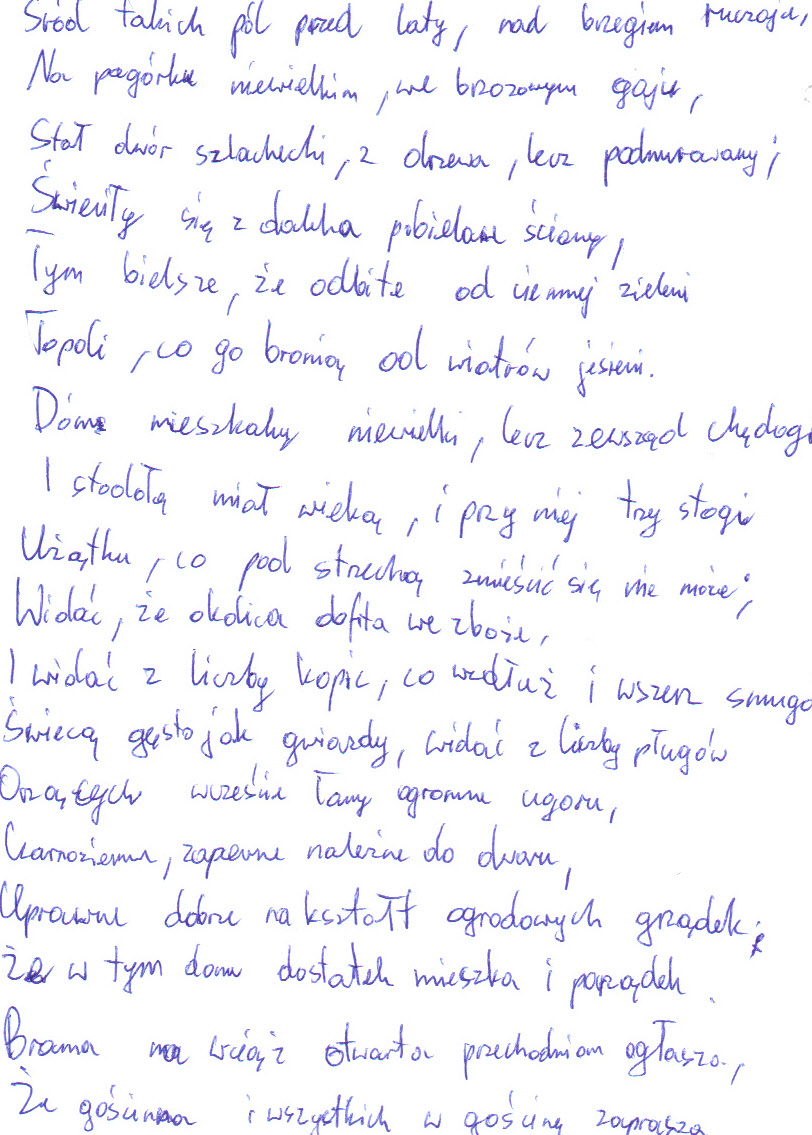 Śród takich pól przed laty, nad brzegiem ruczaju,
Na pagórku niewielkim, we brzozowym gaju,
Stał dwór szlachecki, z drzewa, lecz podmurowany;
Świeciły się z daleka pobielane ściany,
Tym bielsze, że odbite od ciemnej zieleni
Topoli, co go bronią od wiatrów jesieni.
Dóm mieszkalny niewielki, lecz zewsząd chędogi
I stodołą miał wieką, i przy niej trzy stogi
Użątku, co pod strzechą zmieścić się nie może;
Widać, że okolica obfita we zboże,
I widać z liczby kopic, co wzdłuż i wszerz smugó
Świecą gęsto jak gwiazdy, widać z liczby pługów
Orzących wcześnie łany ogromne ugoru,
Czarnoziemu, zapewne należne do dworu,
Uprawne dobrze na kształt ogrodowych grządek;
Że w tym domu dostatek mieszka i porządek.
Brama na wciąż otwarta przechodniom ogłasza,
Że gościnna i wszystkich w gościnę zaprasza